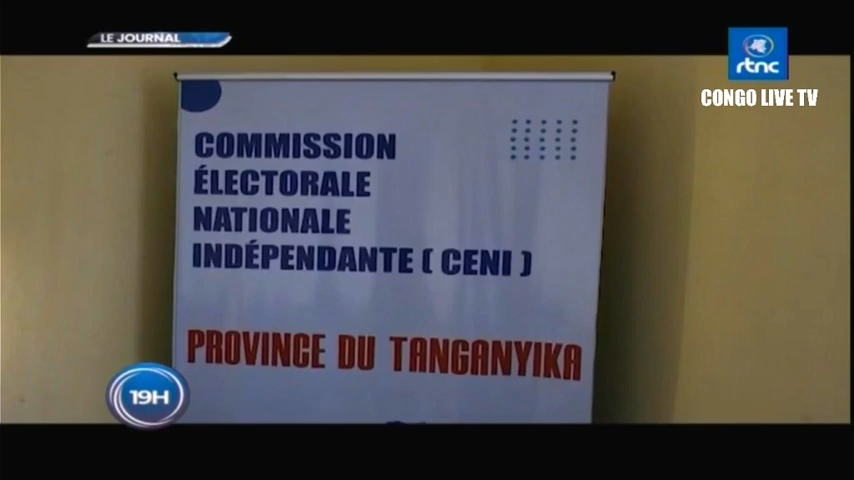 LE JOURNAL
rtnc
CONGO LIVE TV
COMMISSION
ÉLECTORALE
NATIONALE
INDÉPENDANTE ( CENI )
PROVINCE DU TANGANYIKA
19H